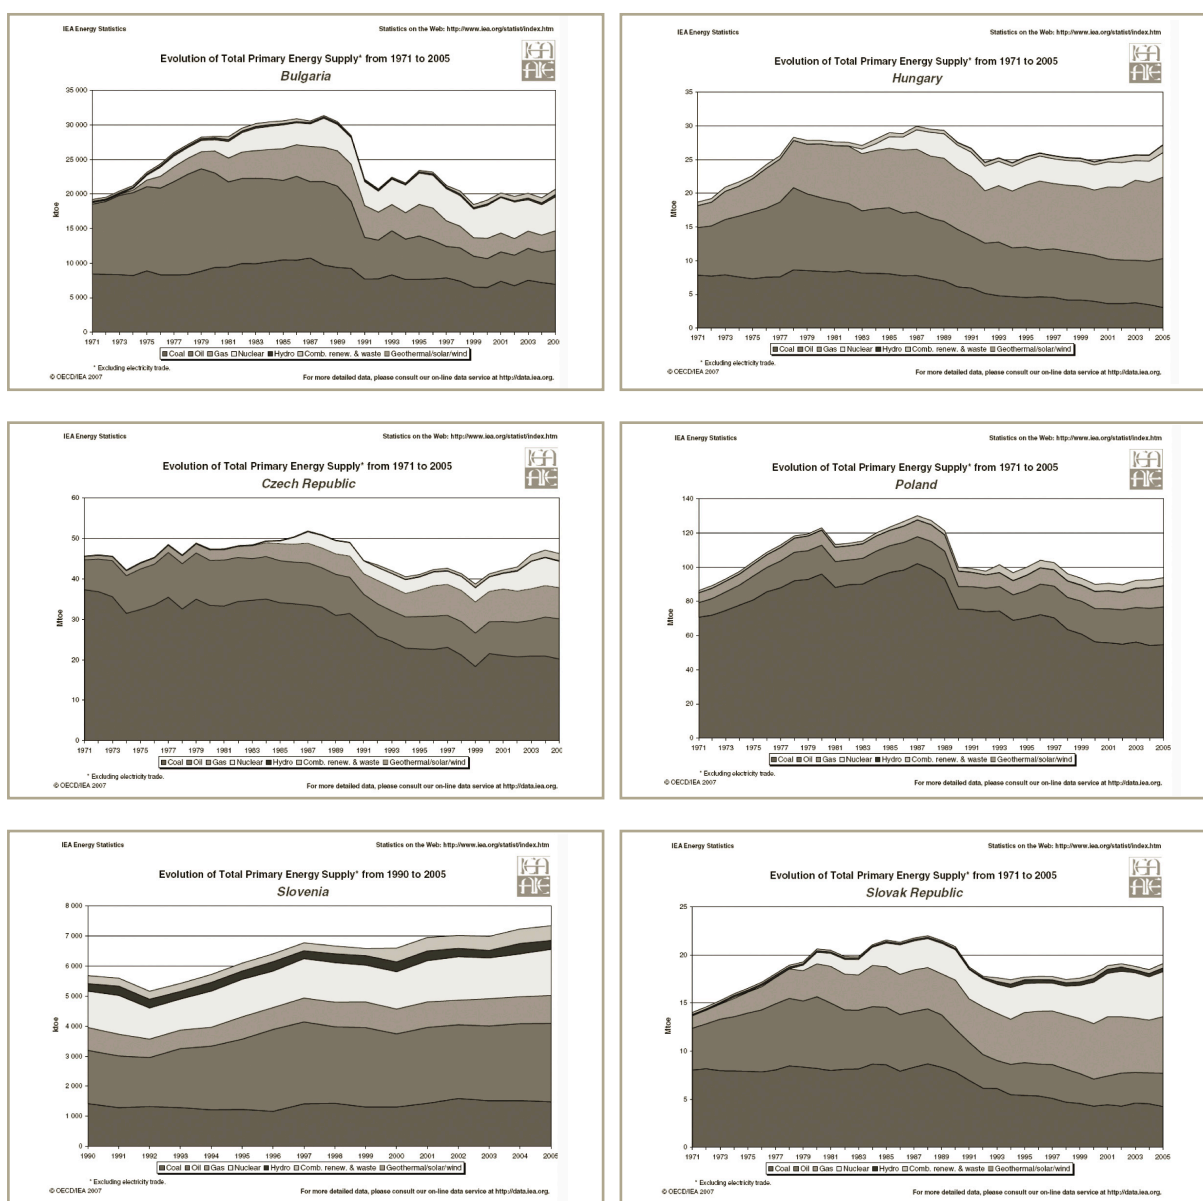 IEA Energy Statistics Statistics on the Web: http://www.iea.org/statist/index.htm
Evolution of Total Primary Energy Supply* from 1971 to 2005
Bulgaria
35 000
30 000
25 000
20 000
15 000
10 000
5 000
0
ktoe
1971 1973 1975 1977 1979 1981 1983 1985 1987 1989 1991 1993 1995 1997 1999 2001 2003 200
Coal Oil Gas Nuclear Hydro Comb. renew. & waste Geothermal/solar/wind
* Excluding electricity trade.
© OECD/IEA 2007 For more detailed data, please consult our on-line data service at http://data.iea.org.
IEA Energy Statistics Statistics on the Web: http://www.iea.org/statist/index.htm
Evolution of Total Primary Energy Supply* from 1971 to 2005
Hungary
35
30
25
20
15
10
5
0
Mtoe
1971 1973 1975 1977 1979 1981 1983 1985 1987 1989 1991 1993 1995 1997 1999 2001 2003 2005
Coal Oil Gas Nuclear Hydro Comb. renew. & waste Geothermal/solar/wind
* Excluding electricity trade.
© OECD/IEA 2007 For more detailed data, please consult our on-line data service at http://data.iea.org.
IEA Energy Statistics Statistics on the Web: http://www.iea.org/statist/index.htm
Evolution of Total Primary Energy Supply* from 1971 to 2005
Czech Republic
60
50
40
30
20
10
0
Mtoe
1971 1973 1975 1977 1979 1981 1983 1985 1987 1989 1991 1993 1995 1997 1999 2001 2003 200
Coal Oil Gas Nuclear Hydro Comb. renew. & waste Geothermal/solar/wind
* Excluding electricity trade.
© OECD/IEA 2007 For more detailed data, please consult our on-line data service at http://data.iea.org.
IEA Energy Statistics Statistics on the Web: http://www.iea.org/statist/index.htm
Evolution of Total Primary Energy Supply* from 1971 to 2005
Poland
140
120
100
80
60
40
20
0
Mtoe
1971 1973 1975 1977 1979 1981 1983 1985 1987 1989 1991 1993 1995 1997 1999 2001 2003 2005
Coal Oil Gas Nuclear Hydro Comb. renew. & waste Geothermal/solar/wind
* Excluding electricity trade.
© OECD/IEA 2007 For more detailed data, please consult our on-line data service at http://data.iea.org.
IEA Energy Statistics Statistics on the Web: http://www.iea.org/statist/index.htm
Evolution of Total Primary Energy Supply* from 1990 to 2005
Slovenia
8 000
7 000
6 000
5 000
4 000
3 000
2 000
1 000
0
ktoe
1990 1991 1992 1993 1994 1995 1996 1997 1998 1999 2000 2001 2002 2003 2004 2005
Coal Oil Gas Nuclear Hydro Comb. renew. & waste Geothermal/solar/wind
* Excluding electricity trade.
© OECD/IEA 2007 For more detailed data, please consult our on-line data service at http://data.iea.org.
IEA Energy Statistics Statistics on the Web: http://www.iea.org/statist/index.htm
Evolution of Total Primary Energy Supply* from 1971 to 2005
Slovak Republic
25
20
15
10
5
0
Mtoe
1971 1973 1975 1977 1979 1981 1983 1985 1987 1989 1991 1993 1995 1997 1999 2001 2003 2005
Coal Oil Gas Nuclear Hydro Comb. renew. & waste Geothermal/solar/wind
* Excluding electricity trade.
© OECD/IEA 2007 For more detailed data, please consult our on-line data service at http://data.iea.org.